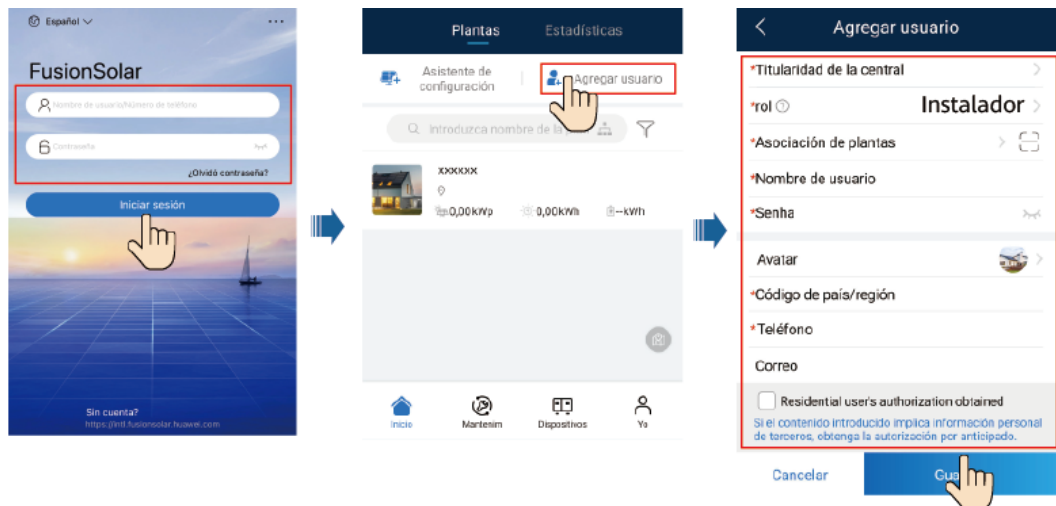 Español
FusionSolar
Nombre de usuario/Número de teléfono
Contraseña
¿Olvidó contraseña?
Iniciar sesión
Sin cuenta?
https://intl.fusionsolar.huawei.com
Plantas Estadísticas
Asistente de
configuración
Agregar usuario
Introduzca nombre de la
xxxxxx
0,00kWp 0,00kWh --kWh
Inicio Mantenim Dispositivos Yo
Agregar usuario
*Titularidad de la central
*rol Instalador
*Asociación de plantas
*Nombre de usuario
*Senha
Avatar
*Código de país/región
*Teléfono
Correo
Residential user's authorization obtained
Si el contenido introducido implica información personal
de terceros, obtenga la autorización por anticipado.
Cancelar